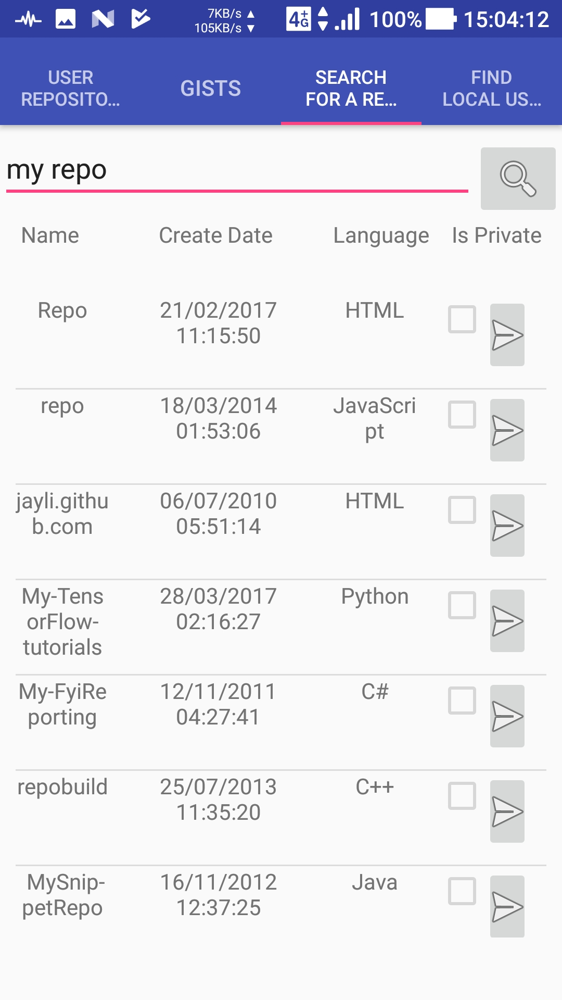 7KB/s ▲
105KB/s ▼
4G+
100%
15:04:12
USER
REPOSITO...
GISTS
SEARCH
FOR A RE...
FIND
LOCAL US...
my repo
Name Create Date Language Is Private
Repo 21/02/2017 HTML
11:15:50
repo 18/03/2014 JavaScri
01:53:06 pt
jayli.githu 06/07/2010 HTML
b.com 05:51:14
My-Tens 28/03/2017 Python
orFlow- 02:16:27
tutorials
My-FyiRe 12/11/2011 C#
porting 04:27:41
repobuild 25/07/2013 C++
11:35:20
MySnip- 16/11/2012 Java
petRepo 12:37:25